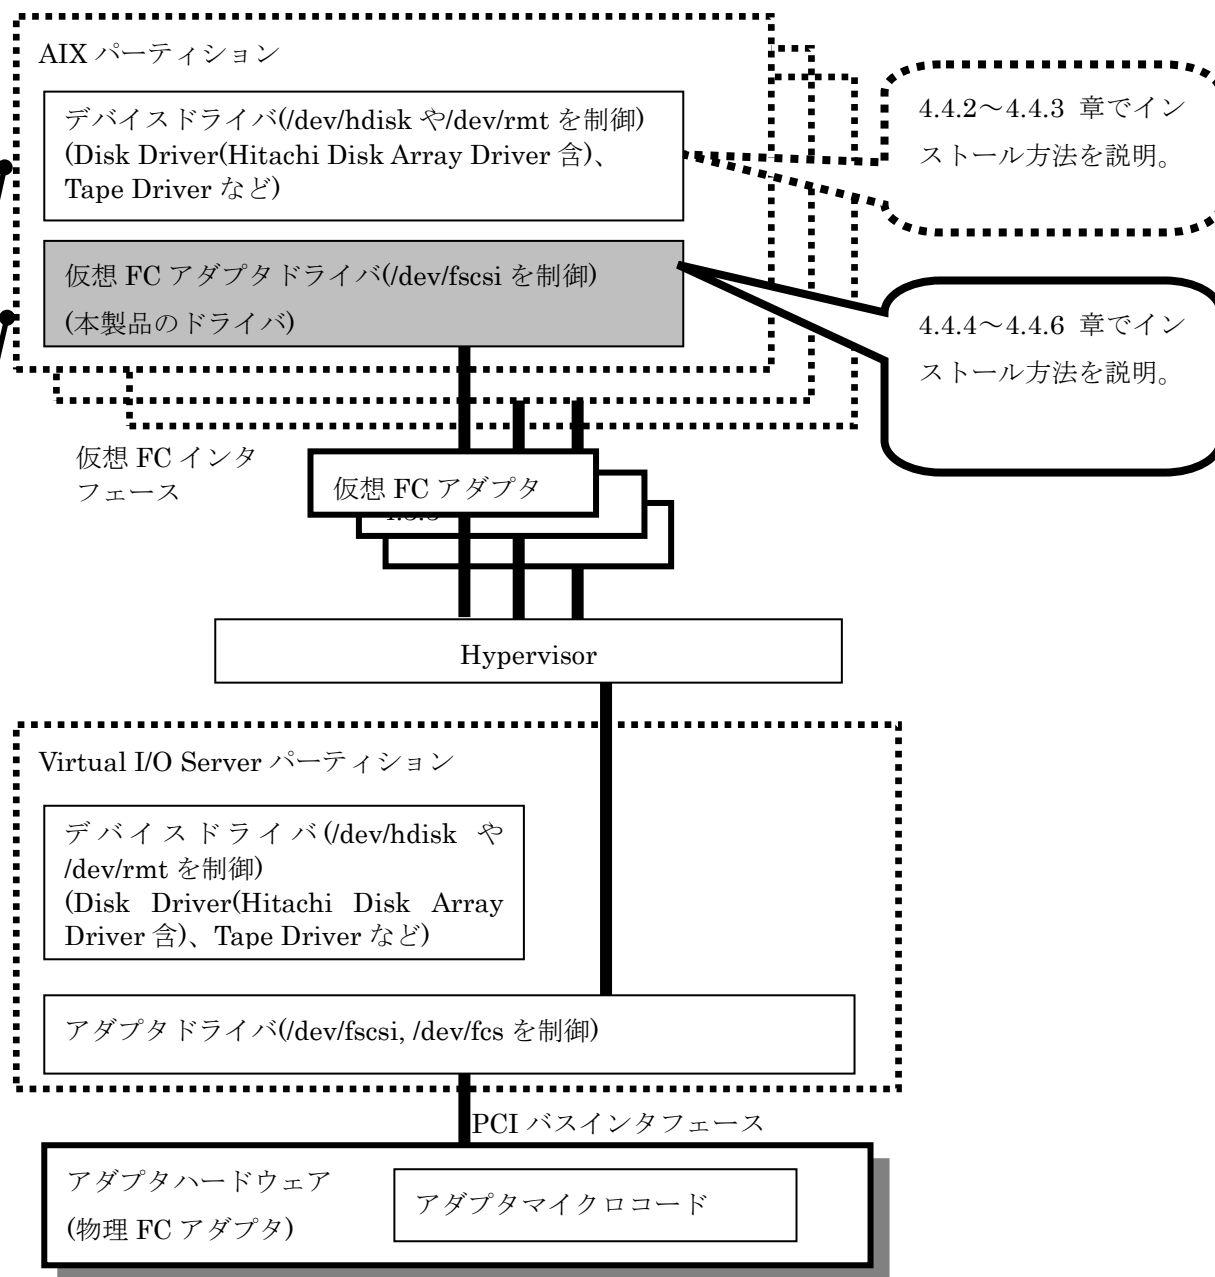 AIX パーティション
デバイスドライバ(/dev/hdisk や/dev/rmt を制御)
(Disk Driver(Hitachi Disk Array Driver 含)、
Tape Driver など)
4.4.2～4.4.3 章でイン
ストール方法を説明。
仮想 FC アダプタドライバ(/dev/fscsi を制御)
(本製品のドライバ)
4.4.4～4.4.6 章でイン
ストール方法を説明。
仮想 FC インタ
フェース
仮想 FC アダプタ
Hypervisor
Virtual I/O Server パーティション
デバイスドライバ(/dev/hdisk や
/dev/rmt を制御)
(Disk Driver(Hitachi Disk Array
Driver 含)、Tape Driver など)
アダプタドライバ(/dev/fscsi, /dev/fcs を制御)
PCI バスインタフェース
アダプタハードウェア
(物理 FC アダプタ)
アダプタマイクロコード